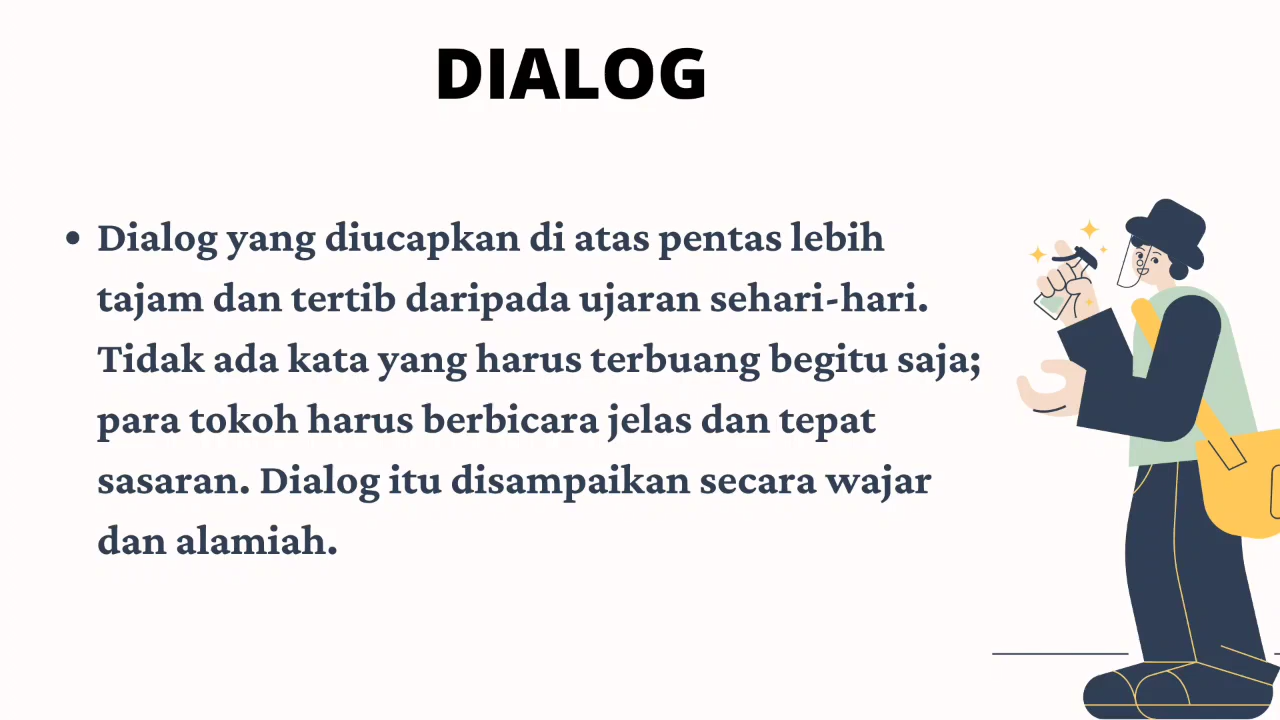 DIALOG
• Dialog yang diucapkan di atas pentas lebih
tajam dan tertib daripada ujaran sehari-hari.
Tidak ada kata yang harus terbuang begitu saja;
para tokoh harus berbicara jelas dan tepat
sasaran. Dialog itu disampaikan secara wajar
dan alamiah.